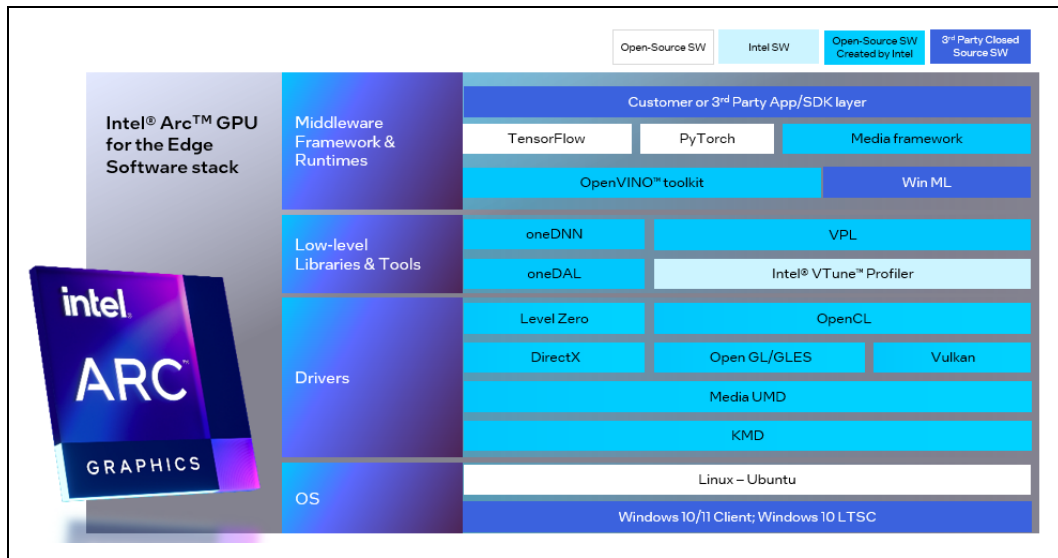 Open-Source SW
Intel SW
Open-Source SW
Created by Intel
3rd Party Closed
Source SW
Intel® Arc™ GPU
for the Edge
Software stack
Middleware
Framework &
Runtimes
Customer or 3rd Party App/SDK layer
TensorFlow
PyTorch
Media framework
OpenVINO™ toolkit
Win ML
Low-level
Libraries & Tools
oneDNN
VPL
oneDAL
Intel® VTune™ Profiler
Drivers
Level Zero
OpenCL
DirectX
Open GL/GLES
Vulkan
Media UMD
KMD
OS
Linux – Ubuntu
Windows 10/11 Client; Windows 10 LTSC
intel.
ARC™
GRAPHICS